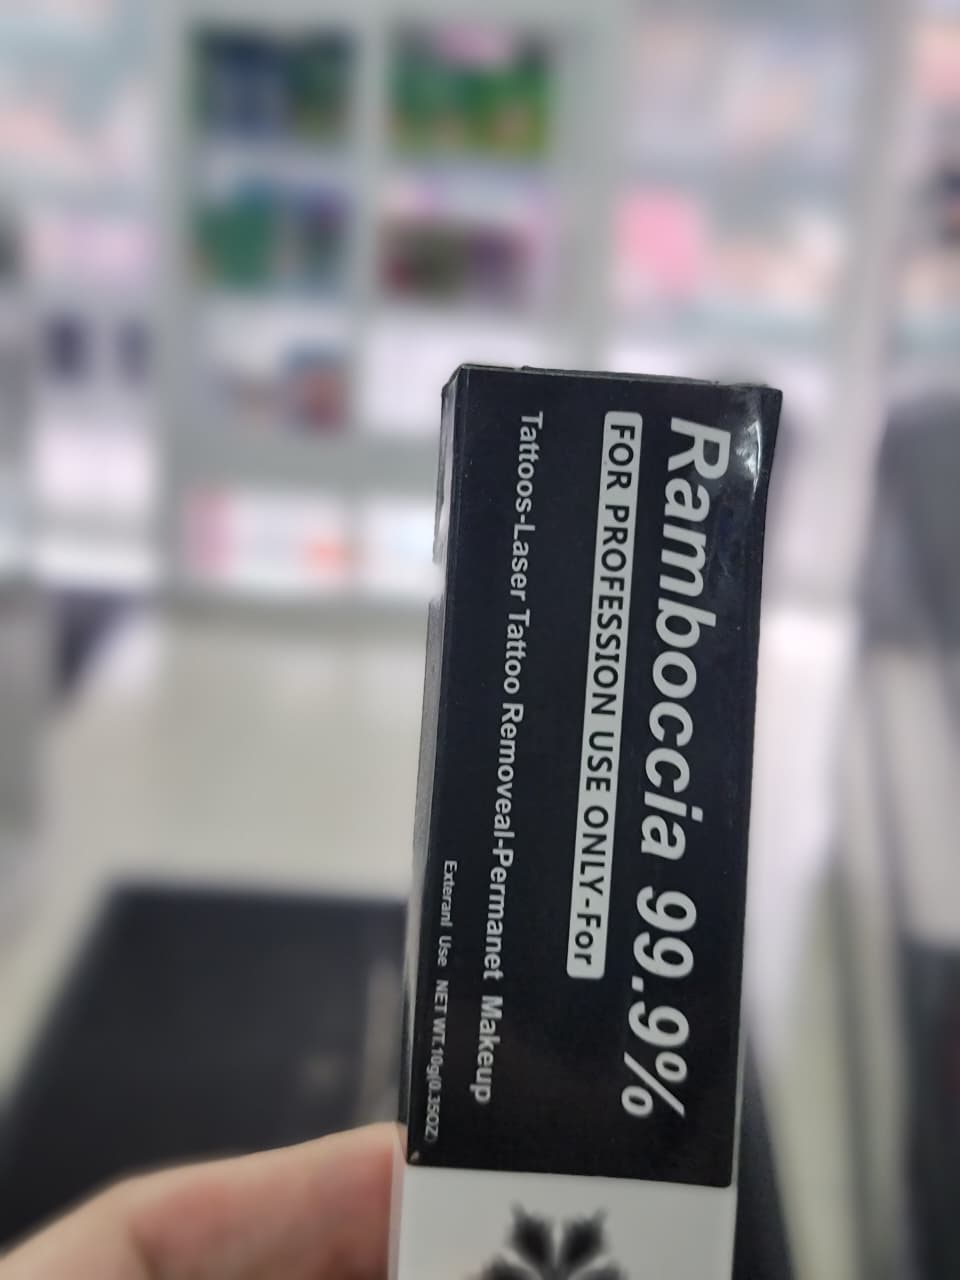 Ramboccia 99.9%
FOR PROFESSION USE ONLY-For
Tattoos-Laser Tattoo Removeal-Permanet Makeup
Exteranl Use NET WT.10g(0.35OZ)